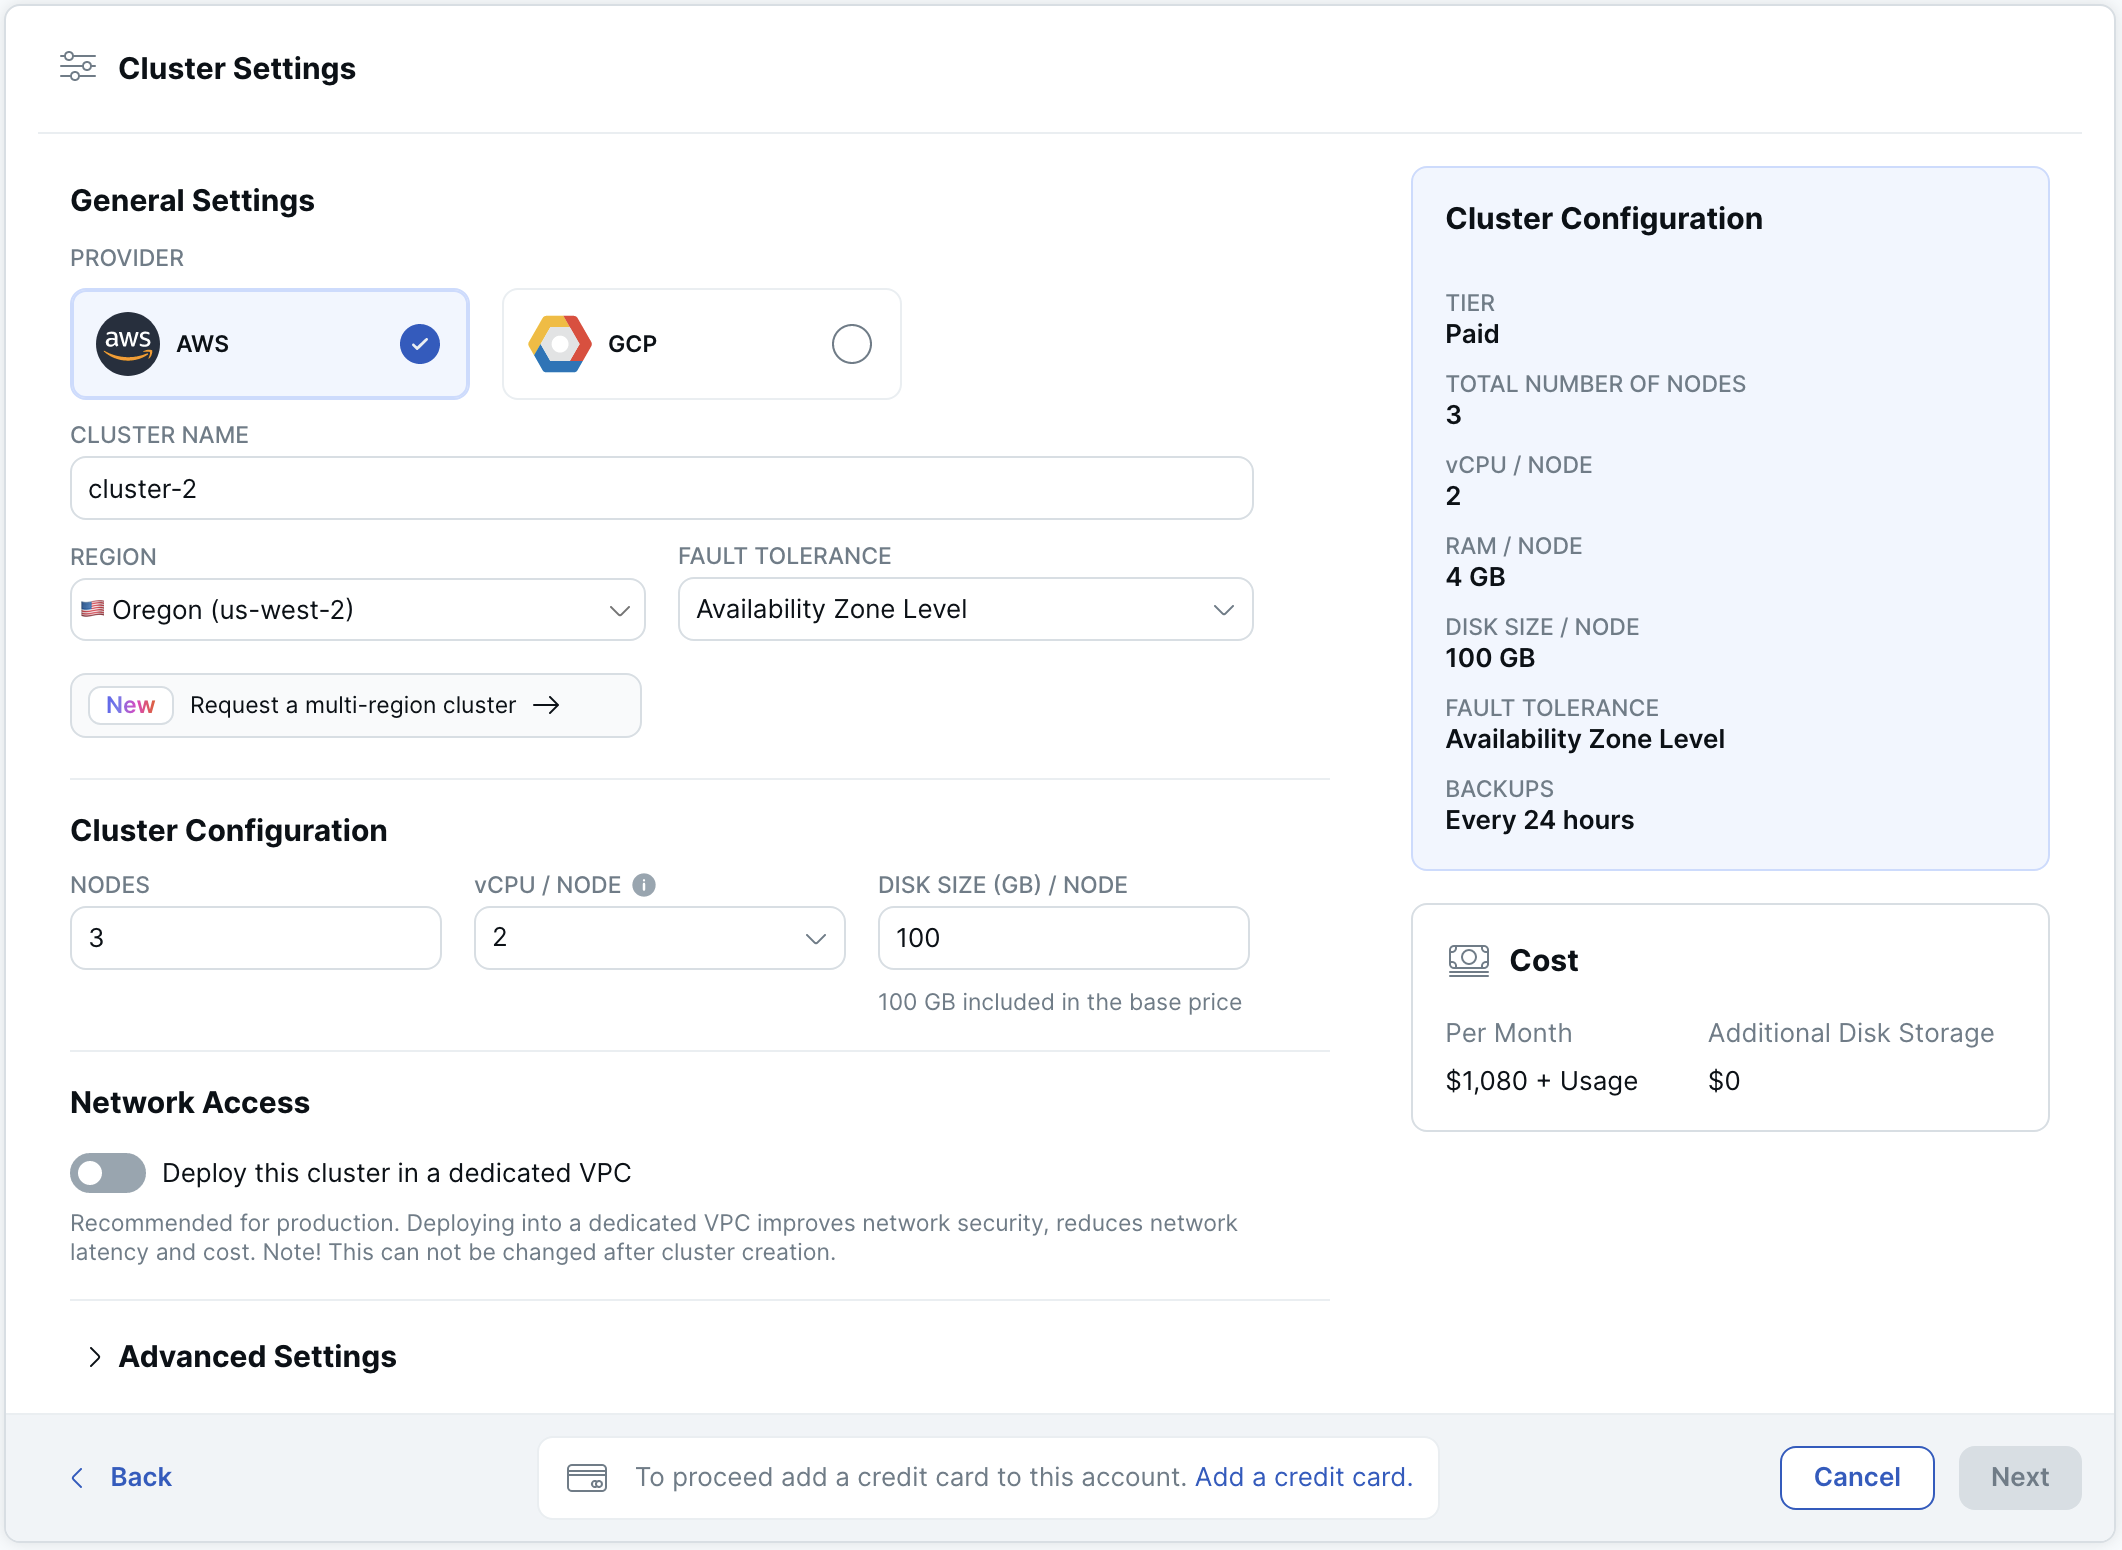 Cluster Settings
General Settings
PROVIDER
aws AWS
GCP
CLUSTER NAME
cluster-2
REGION
Oregon (us-west-2)
FAULT TOLERANCE
Availability Zone Level
New Request a multi-region cluster →
Cluster Configuration
NODES
3
vCPU / NODE
2
DISK SIZE (GB) / NODE
100
100 GB included in the base price
Network Access
Deploy this cluster in a dedicated VPC
Recommended for production. Deploying into a dedicated VPC improves network security, reduces network
latency and cost. Note! This can not be changed after cluster creation.
Advanced Settings
Cluster Configuration
TIER
Paid
TOTAL NUMBER OF NODES
3
vCPU / NODE
2
RAM / NODE
4 GB
DISK SIZE / NODE
100 GB
FAULT TOLERANCE
Availability Zone Level
BACKUPS
Every 24 hours
Cost
Per Month
$1,080 + Usage
Additional Disk Storage
$0
Back
To proceed add a credit card to this account. Add a credit card.
Cancel
Next